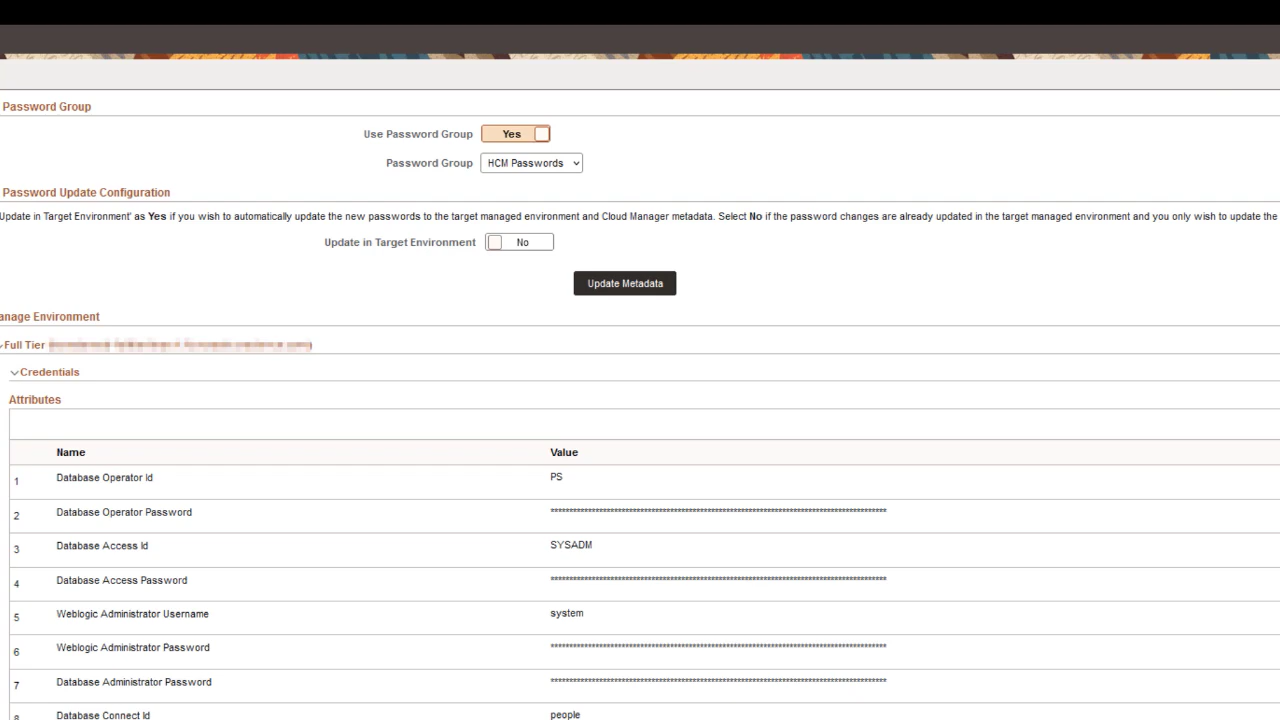 Password Group
Use Password Group Yes
Password Group HCM Passwords
Password Update Configuration
Update in Target Environment' as Yes if you wish to automatically update the new passwords to the target managed environment and Cloud Manager metadata. Select No if the password changes are already updated in the target managed environment and you only wish to update the
Update in Target Environment No
Update Metadata
anage Environment
Full Tier
Credentials
Attributes
Name Value
1 Database Operator Id PS
2 Database Operator Password ****************************************************************************************
3 Database Access Id SYSADM
4 Database Access Password ****************************************************************************************
5 Weblogic Administrator Username system
6 Weblogic Administrator Password ****************************************************************************************
7 Database Administrator Password ****************************************************************************************
8 Database Connect Id people